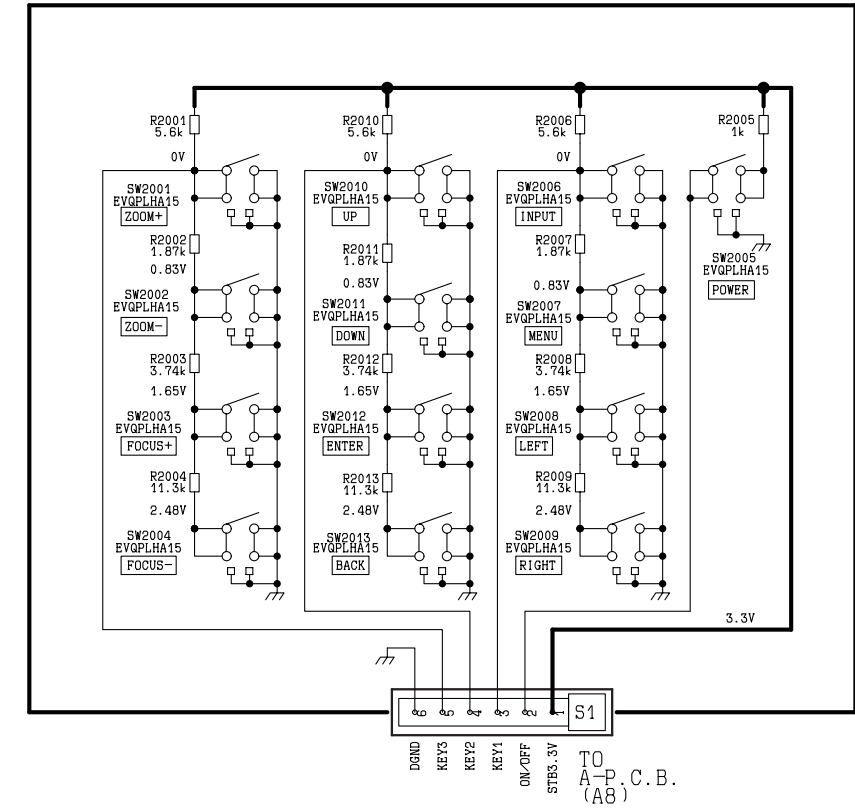 R2001
5.6k
0V
SW2001
EVQPLHA15
ZOOM+
R2002
1.87k
0.83V
SW2002
EVQPLHA15
ZOOM-
R2003
3.74k
1.65V
SW2003
EVQPLHA15
FOCUS+
R2004
11.3k
2.48V
SW2004
EVQPLHA15
FOCUS-
R2010
5.6k
0V
SW2010
EVQPLHA15
UP
R2011
1.87k
0.83V
SW2011
EVQPLHA15
DOWN
R2012
3.74k
1.65V
SW2012
EVQPLHA15
ENTER
R2013
11.3k
2.48V
SW2013
EVQPLHA15
BACK
R2006
5.6k
0V
SW2006
EVQPLHA15
INPUT
R2007
1.87k
0.83V
SW2007
EVQPLHA15
MENU
R2008
3.74k
1.65V
SW2008
EVQPLHA15
LEFT
R2009
11.3k
2.48V
SW2009
EVQPLHA15
RIGHT
R2005
1k
SW2005
EVQPLHA15
POWER
3.3V
6 5 4 3 2 1 S1
DGND
KEY3
KEY2
KEY1
ON/OFF
STB3.3V
TO
A-P.C.B.
(A8)